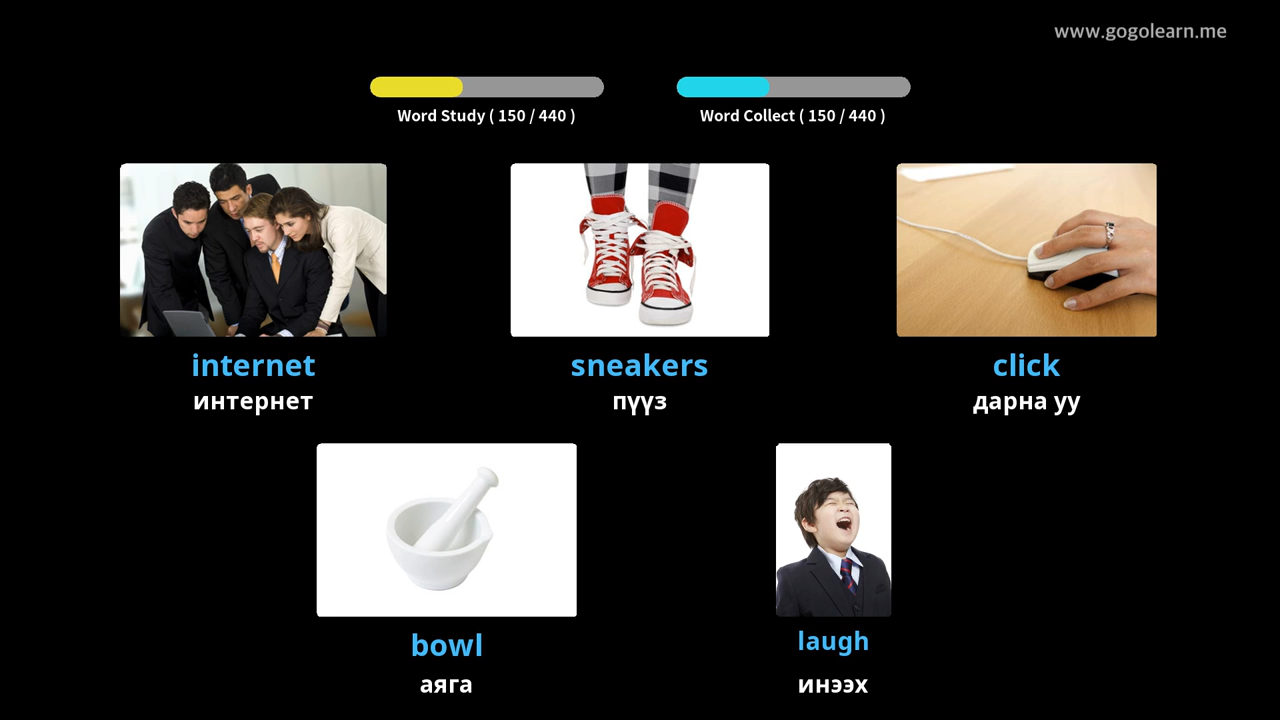 www.gogolearn.me
Word Study ( 150 / 440 )
Word Collect ( 150 / 440 )
internet
интернет
sneakers
пүүз
click
дарна уу
bowl
аяга
laugh
инээх